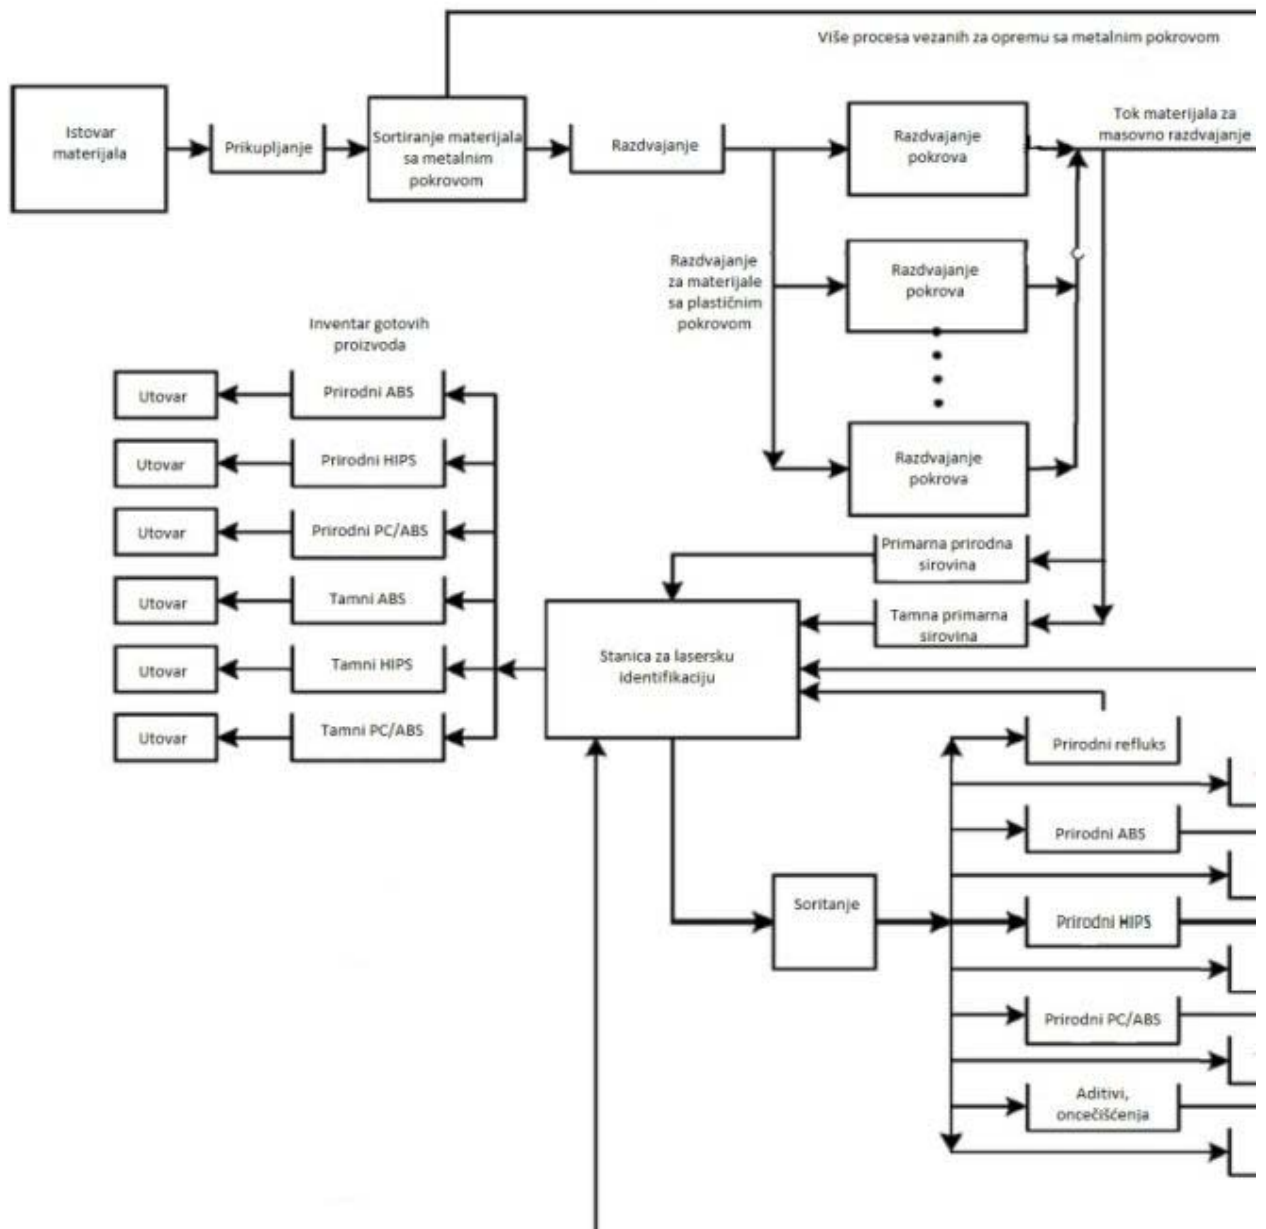 Više procesa vezanih za opremu sa metalnim pokrovom
Istovar
materijala
Prikupljanje
Sortiranje materijala
sa metalnim
pokrovom
Razdvajanje
Razdvajanje
pokrova
Tok materijala za
masovno razdvajanje
Razdvajanje
za materijale
sa plastičnim
pokrovom
Razdvajanje
pokrova
Razdvajanje
pokrova
Inventar gotovih
proizvoda
Utovar
Prirodni ABS
Utovar
Prirodni HIPS
Utovar
Prirodni PC/ABS
Utovar
Tamni ABS
Utovar
Tamni HIPS
Utovar
Tamni PC/ABS
Primarna prirodna
sirovina
Tamna primarna
sirovina
Stanica za lasersku
identifikaciju
Soritanje
Prirodni refluks
Prirodni ABS
Prirodni HIPS
Prirodni PC/ABS
Aditivi,
oncečišćenja